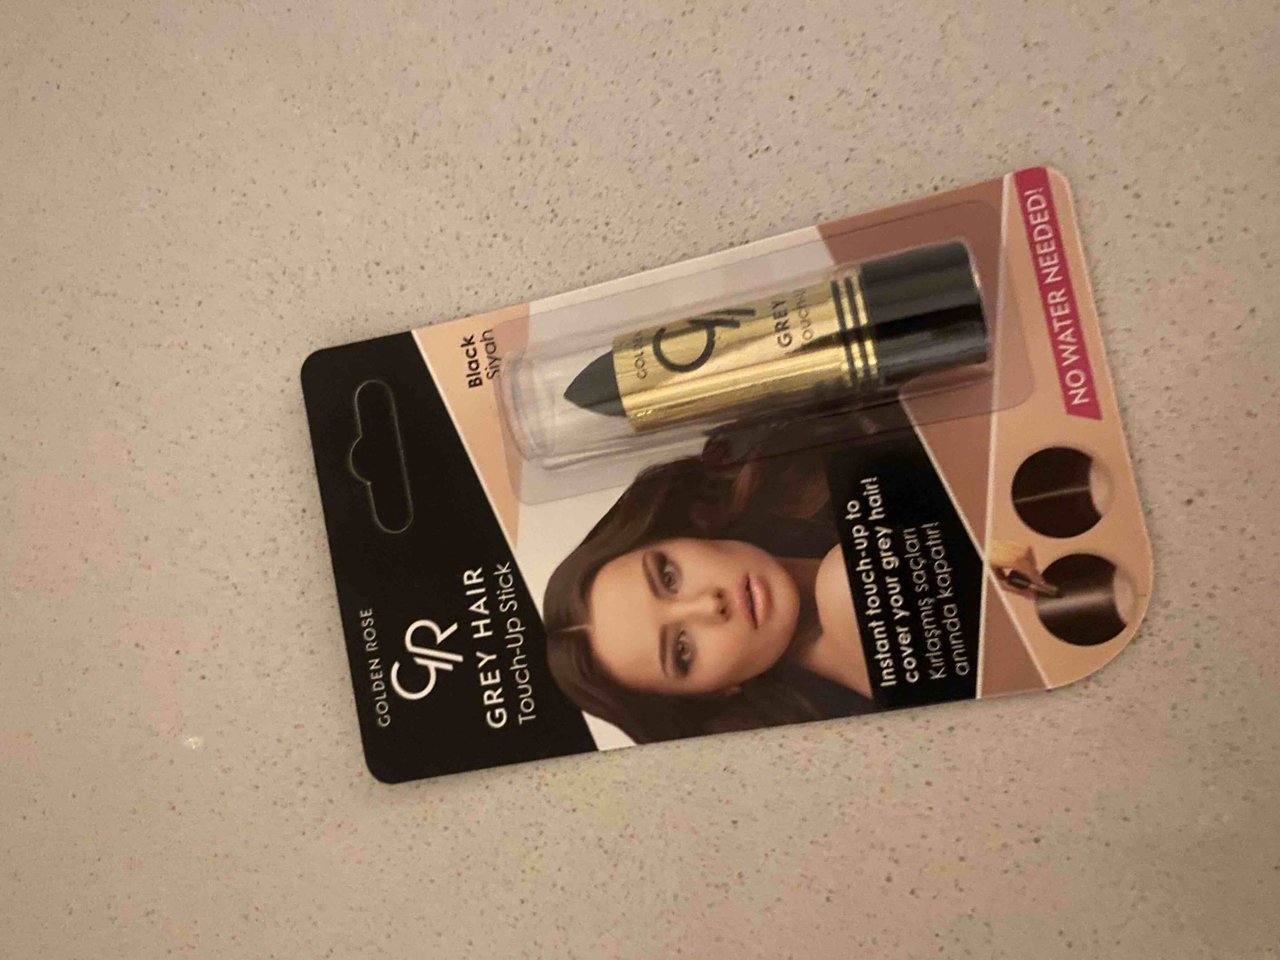 GOLDEN ROSE
GR
GREY HAIR
Touch-Up Stick
Black
Siyah
GR
GREY
Instant touch-up to
cover your grey hair!
Kırlaşmış saçları
anında kapatır!
NO WATER NEEDED!